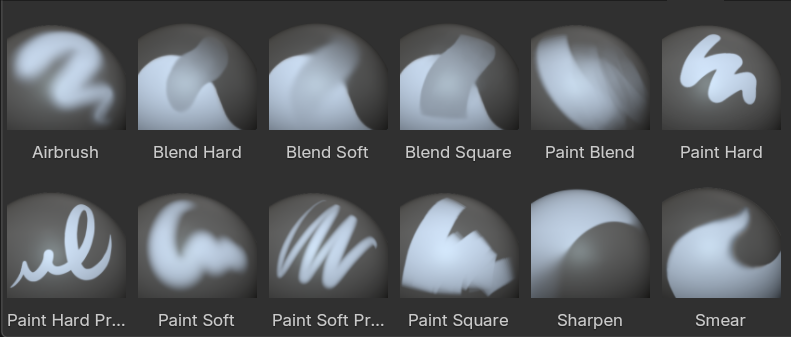 Airbrush
Blend Hard
Blend Soft
Blend Square
Paint Blend
Paint Hard
Paint Hard Pr...
Paint Soft
Paint Soft Pr...
Paint Square
Sharpen
Smear